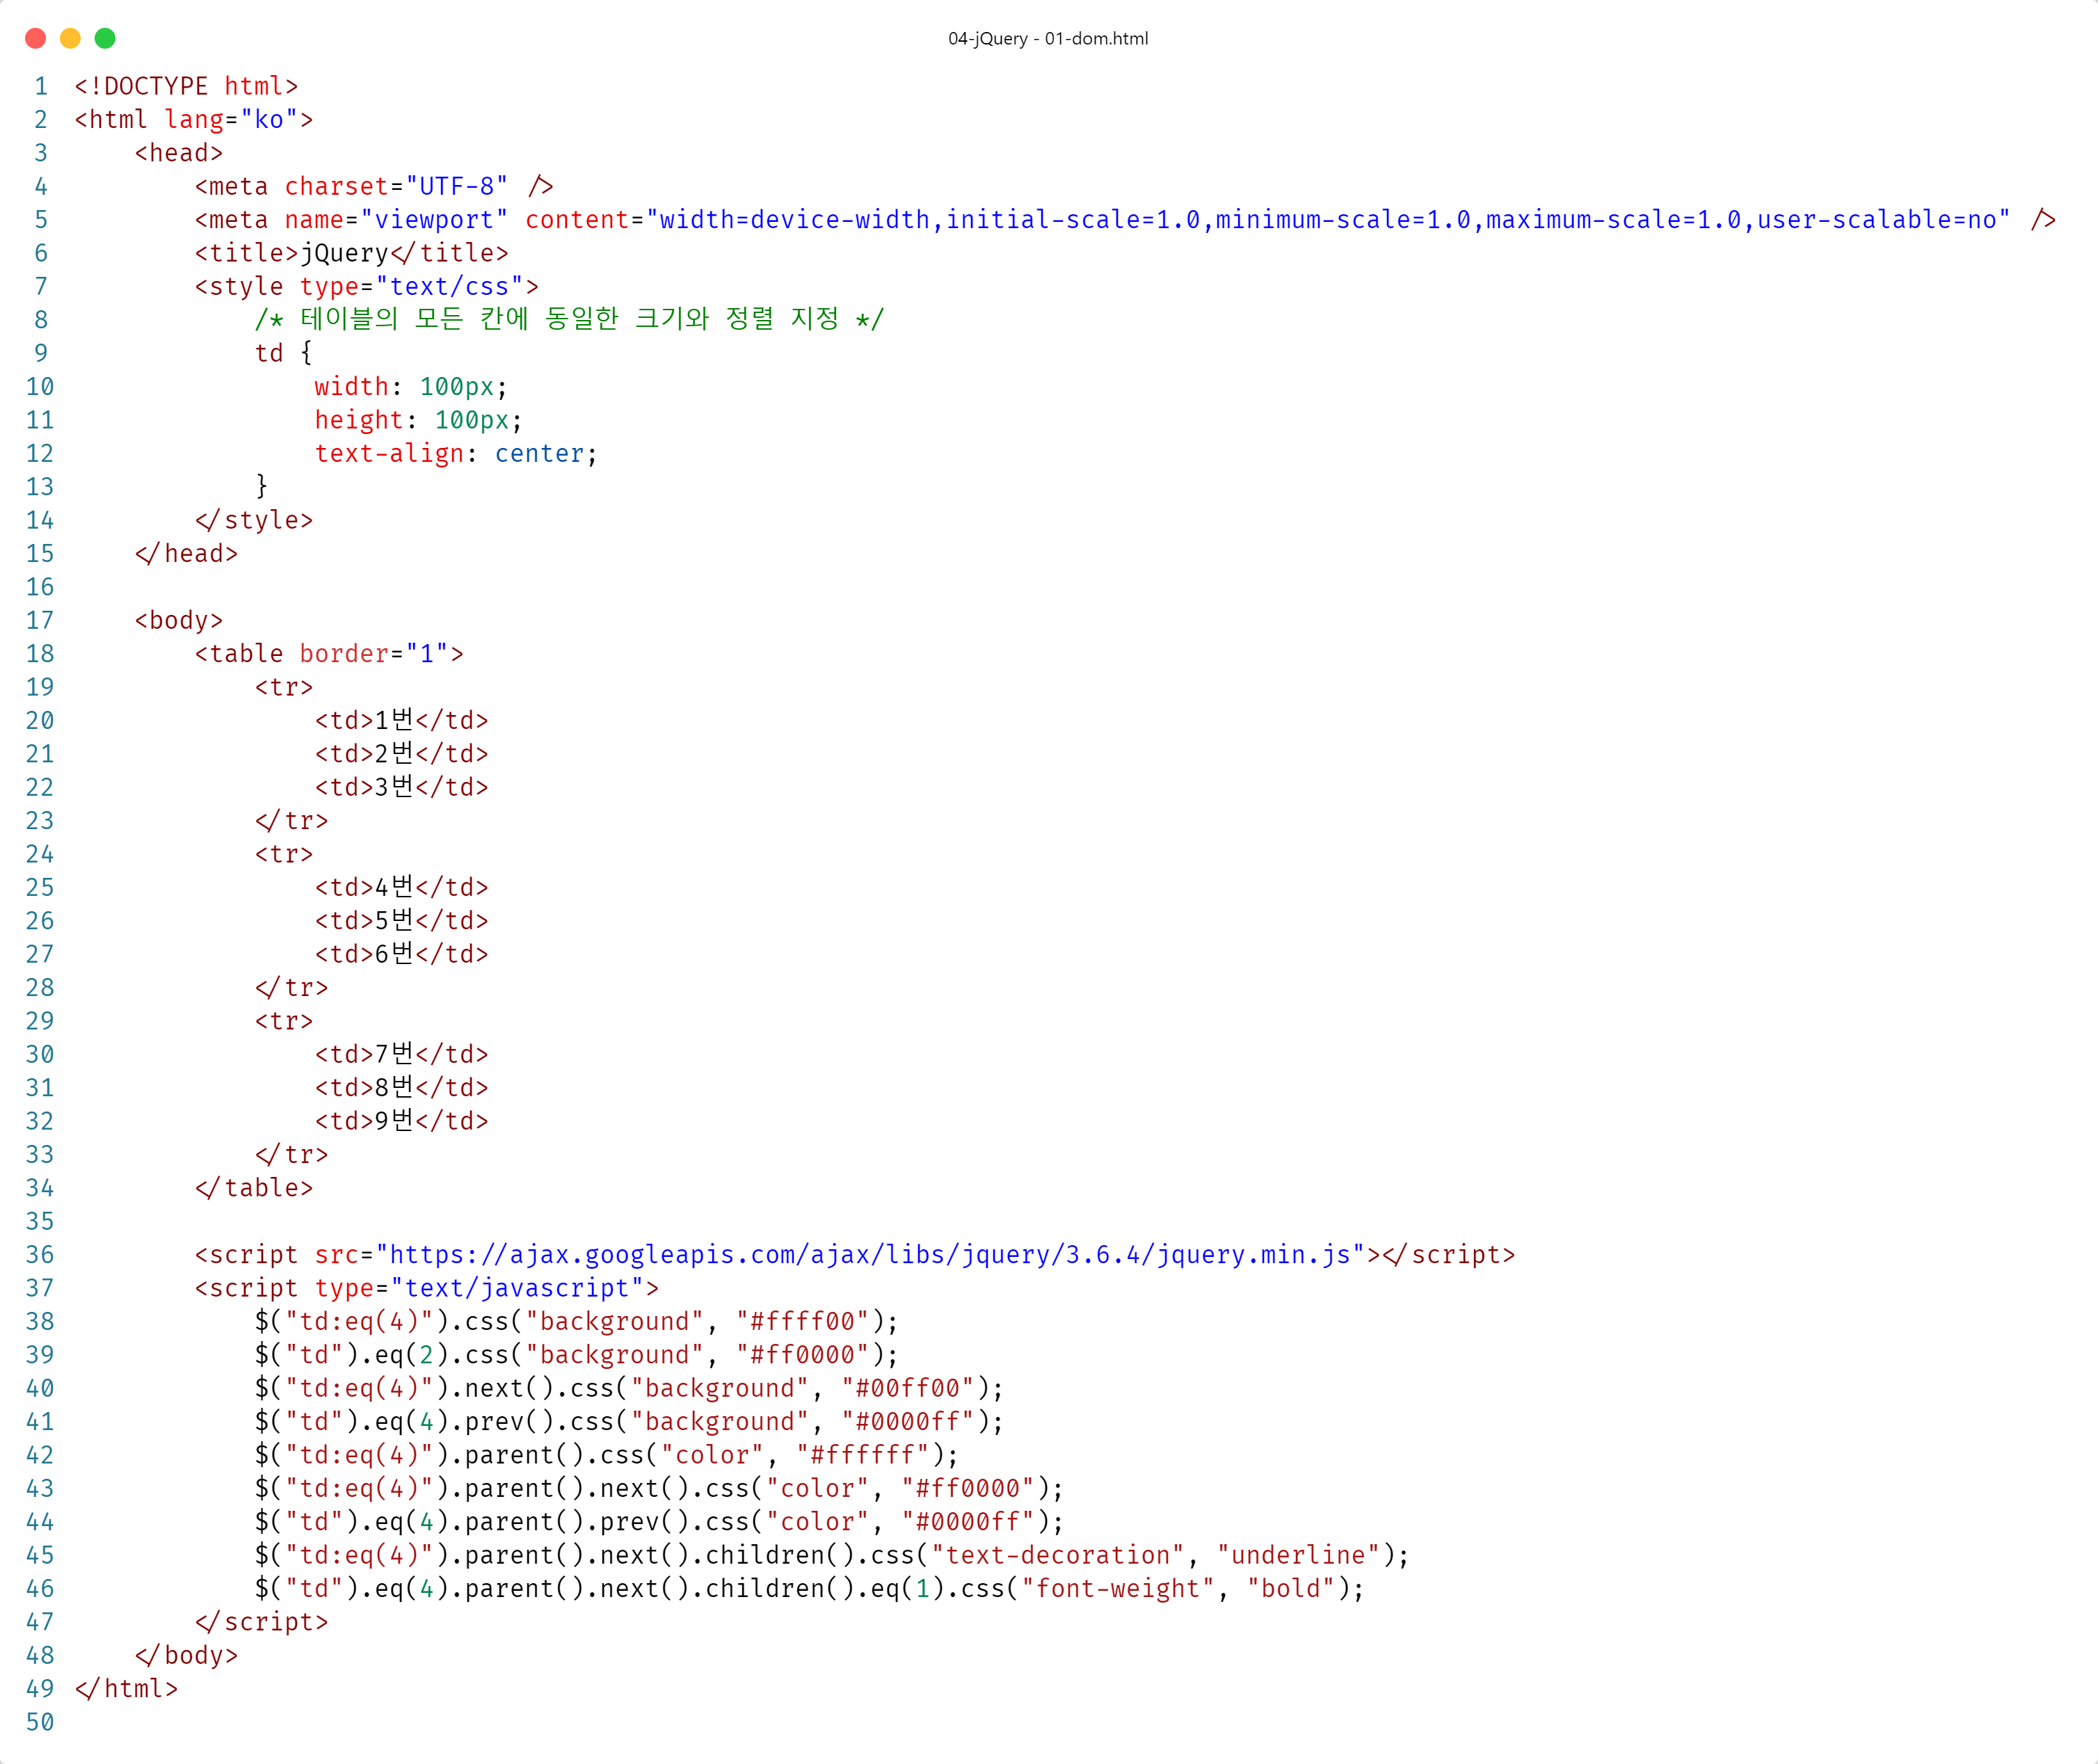 04-jQuery - 01-dom.html
1 <!DOCTYPE html>
2 <html lang="ko">
3     <head>
4         <meta charset="UTF-8" />
5         <meta name="viewport" content="width=device-width,initial-scale=1.0,minimum-scale=1.0,maximum-scale=1.0,user-scalable=no" />
6         <title>jQuery</title>
7         <style type="text/css">
8             /* 테이블의 모든 칸에 동일한 크기와 정렬 지정 */
9             td {
10                 width: 100px;
11                 height: 100px;
12                 text-align: center;
13             }
14         </style>
15     </head>
16
17     <body>
18         <table border="1">
19             <tr>
20                 <td>1번</td>
21                 <td>2번</td>
22                 <td>3번</td>
23             </tr>
24             <tr>
25                 <td>4번</td>
26                 <td>5번</td>
27                 <td>6번</td>
28             </tr>
29             <tr>
30                 <td>7번</td>
31                 <td>8번</td>
32                 <td>9번</td>
33             </tr>
34         </table>
35
36         <script src="https://ajax.googleapis.com/ajax/libs/jquery/3.6.4/jquery.min.js"></script>
37         <script type="text/javascript">
38             $("td:eq(4)").css("background", "#ffff00");
39             $("td").eq(2).css("background", "#ff0000");
40             $("td:eq(4)").next().css("background", "#00ff00");
41             $("td").eq(4).prev().css("background", "#0000ff");
42             $("td:eq(4)").parent().css("color", "#ffffff");
43             $("td:eq(4)").parent().next().css("color", "#ff0000");
44             $("td").eq(4).parent().prev().css("color", "#0000ff");
45             $("td:eq(4)").parent().next().children().css("text-decoration", "underline");
46             $("td").eq(4).parent().next().children().eq(1).css("font-weight", "bold");
47         </script>
48     </body>
49 </html>
50